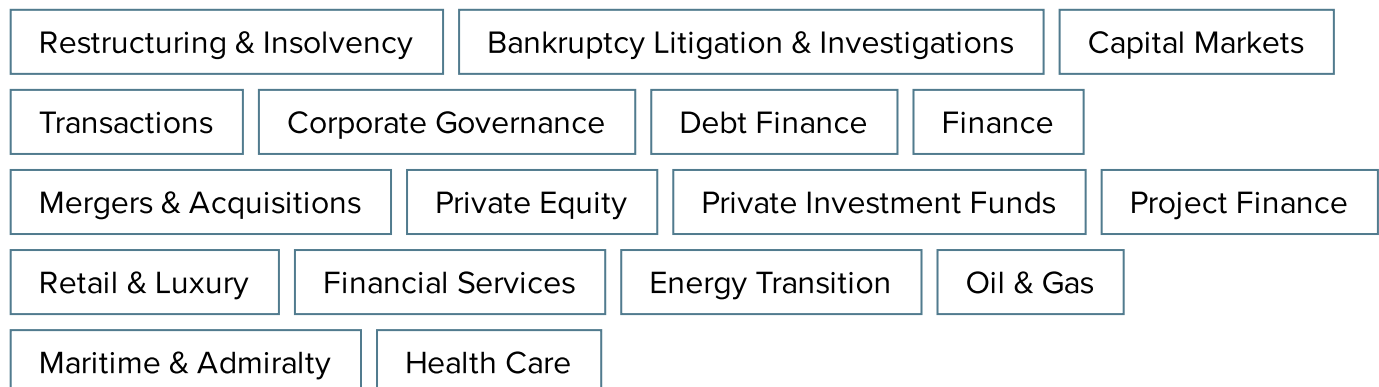 Restructuring & Insolvency Bankruptcy Litigation & Investigations Capital Markets
Transactions Corporate Governance Debt Finance Finance
Mergers & Acquisitions Private Equity Private Investment Funds Project Finance
Retail & Luxury Financial Services Energy Transition Oil & Gas
Maritime & Admiralty Health Care